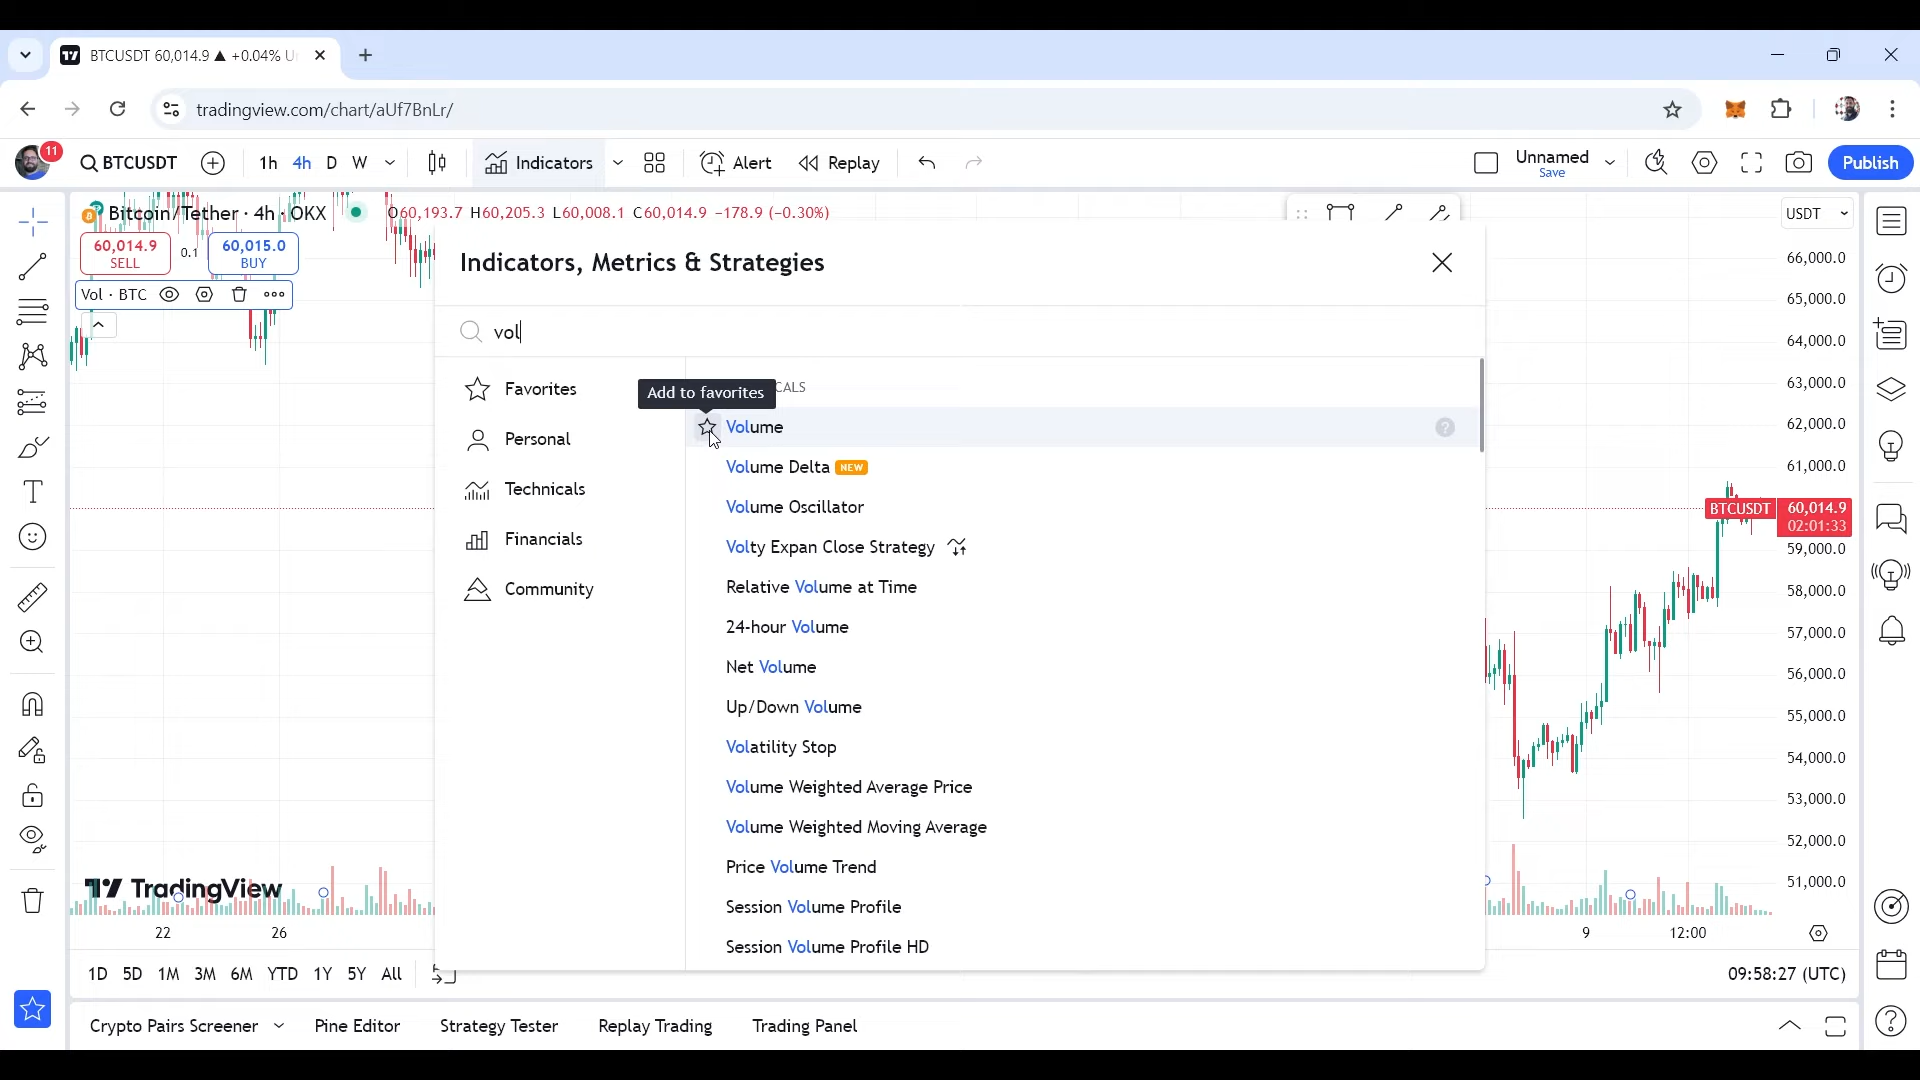 BTCUSDT 60,014.9 ▲ +0.04%
tradingview.com/chart/aUf7BnLr/
11
BTCUSDT
1h 4h D W
Indicators
Alert
Replay
Unnamed
Save
Publish
Bitcoin/Tether · 4h · OKX
O60,193.7 H60,205.3 L60,008.1 C60,014.9 −178.9 (−0.30%)
60,014.9
SELL
0.1
60,015.0
BUY
Vol · BTC
Indicators, Metrics & Strategies
vol
Favorites
Personal
Technicals
Financials
Community
Add to favorites
CALS
Volume
Volume Delta NEW
Volume Oscillator
Volty Expan Close Strategy
Relative Volume at Time
24-hour Volume
Net Volume
Up/Down Volume
Volatility Stop
Volume Weighted Average Price
Volume Weighted Moving Average
Price Volume Trend
Session Volume Profile
Session Volume Profile HD
USDT
66,000.0
65,000.0
64,000.0
63,000.0
62,000.0
61,000.0
BTCUSDT 60,014.9
02:01:33
59,000.0
58,000.0
57,000.0
56,000.0
55,000.0
54,000.0
53,000.0
52,000.0
51,000.0
TradingView
22 26 9 12:00
1D 5D 1M 3M 6M YTD 1Y 5Y All
09:58:27 (UTC)
Crypto Pairs Screener Pine Editor Strategy Tester Replay Trading Trading Panel